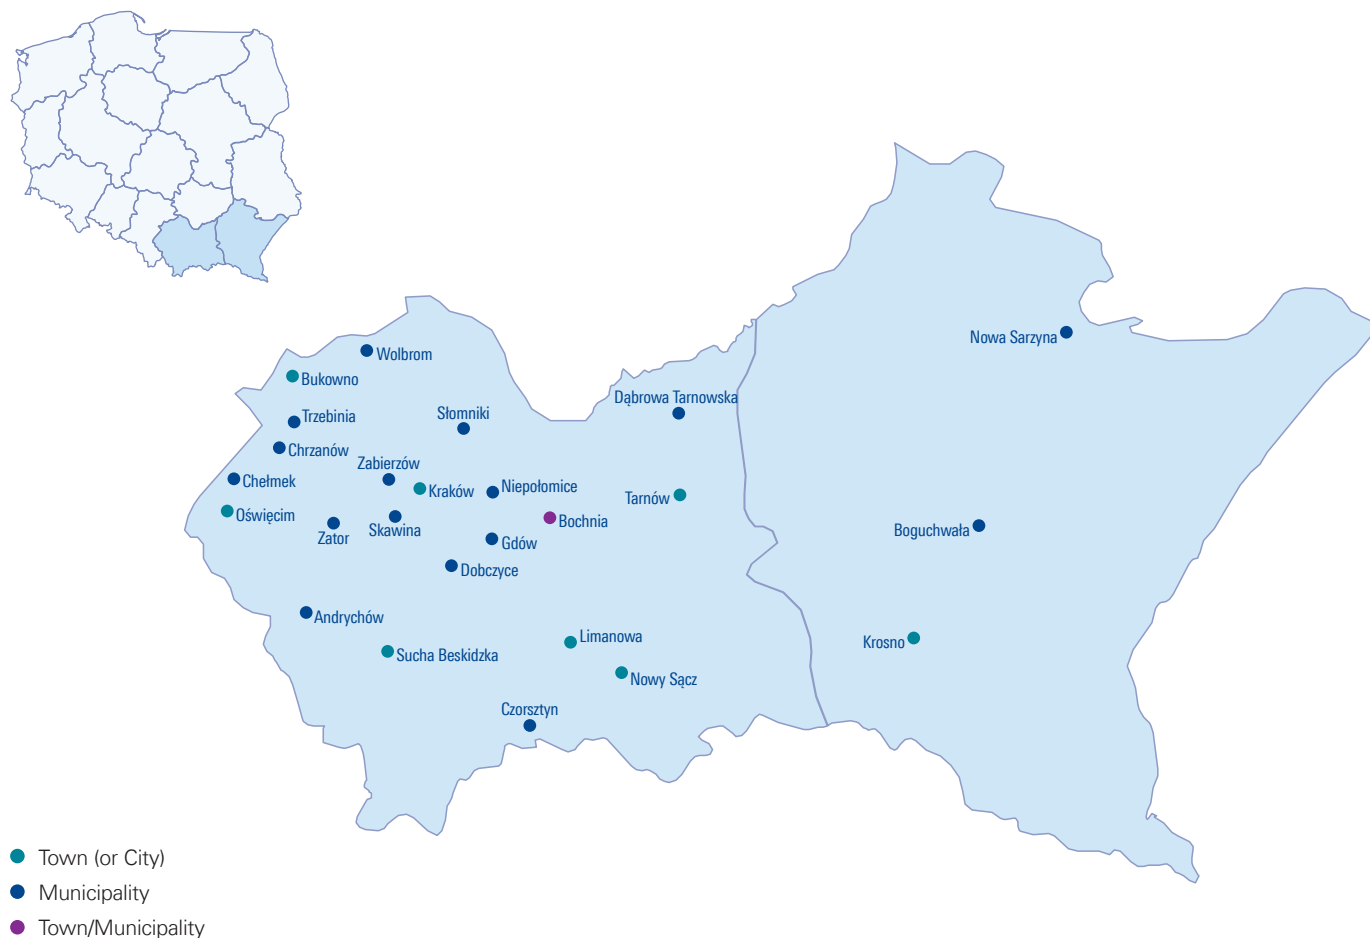 Nowa Sarzyna
Wolbrom
Bukowno
Dąbrowa Tarnowska
Trzebinia
Słomniki
Chrzanów
Zabierzów
Chełmek
Kraków
Niepołomice
Tarnów
Oświęcim
Bochnia
Skawina
Zator
Boguchwała
Gdów
Dobczyce
Andrychów
Limanowa
Krosno
Sucha Beskidzka
Nowy Sącz
Czorsztyn
Town (or City)
Municipality
Town/Municipality